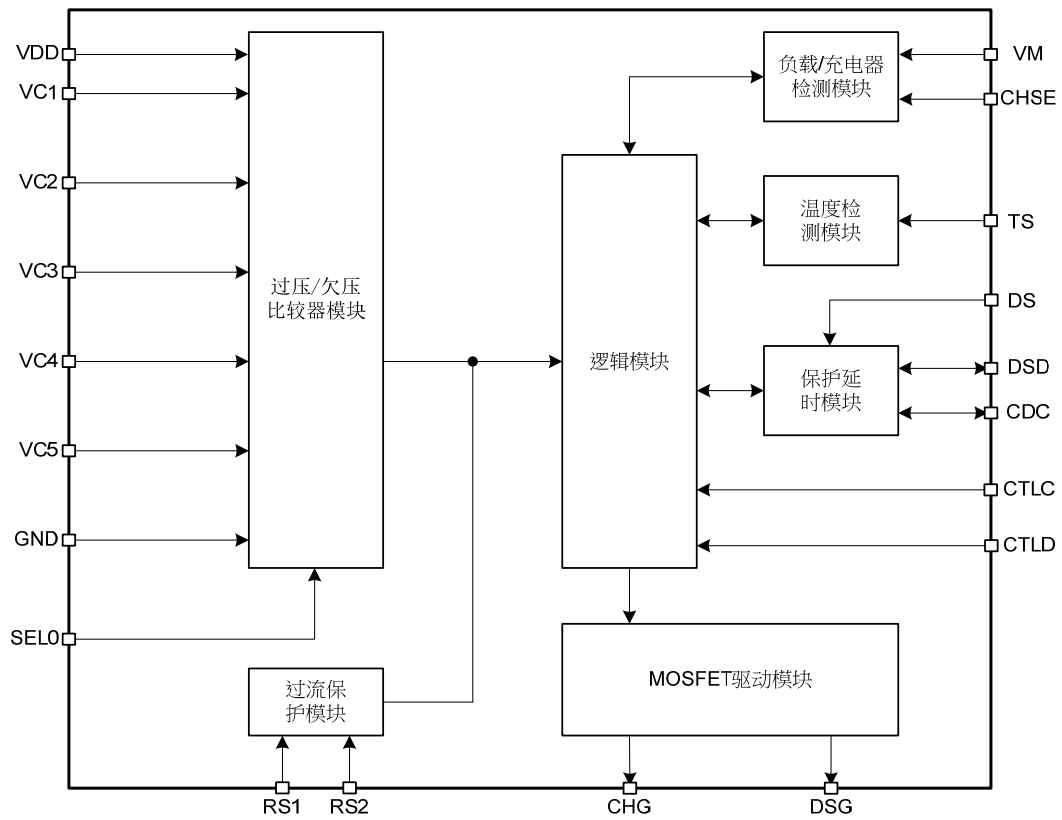 VDD
VC1
VC2
VC3
VC4
VC5
GND
SEL0
过压/欠压
比较器模块
过流保
护模块
RS1
RS2
负载/充电器
检测模块
逻辑模块
温度检
测模块
保护延
时模块
MOSFET驱动模块
CHG
DSG
VM
CHSE
TS
DS
DSD
CDC
CTLC
CTLD